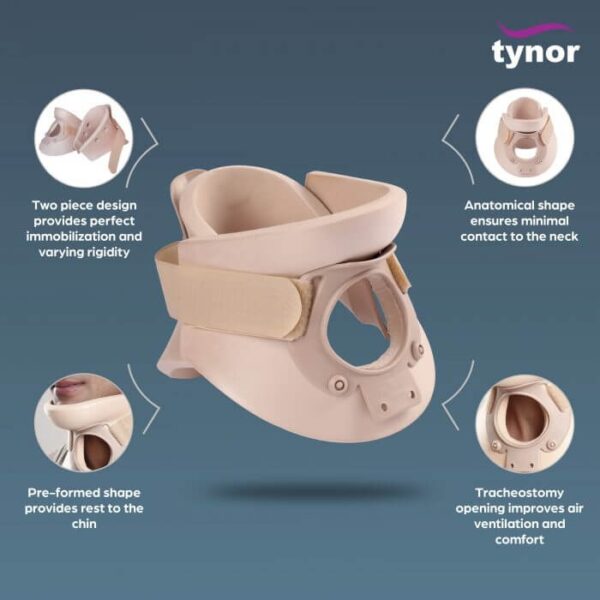 tynor
Two piece design
provides perfect
immobilization and
varying rigidity
Anatomical shape
ensures minimal
contact to the neck
Pre-formed shape
provides rest to the
chin
Tracheostomy
opening improves air
ventilation and
comfort